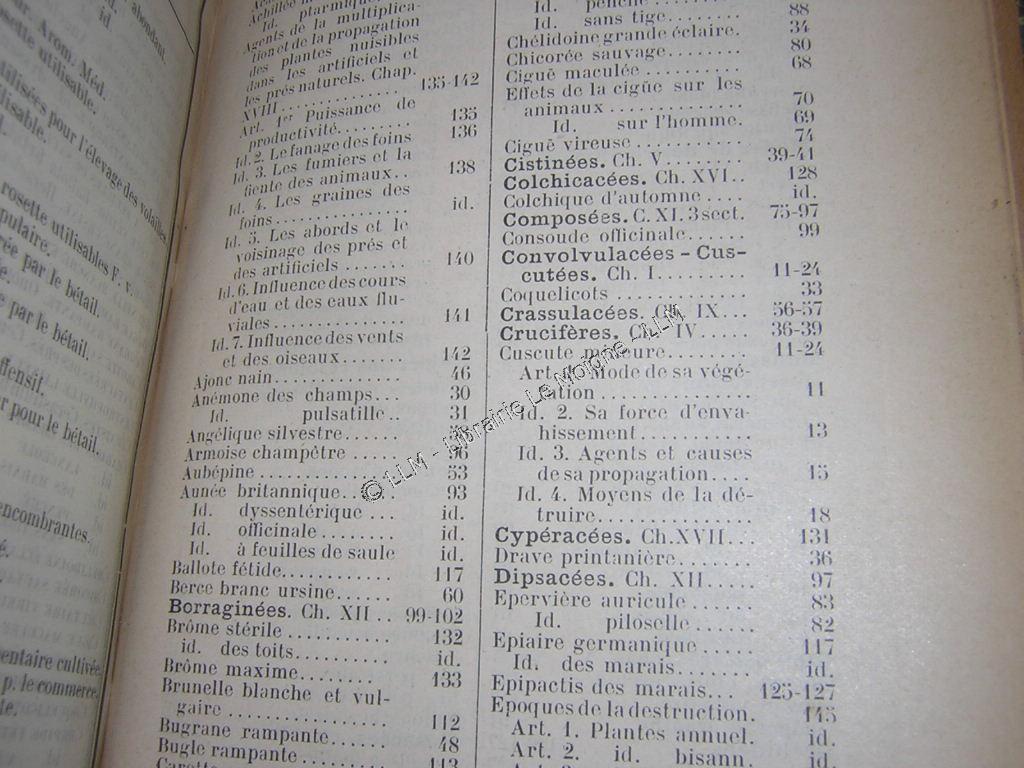 abondant.
id.
Arom. Méd.
utilisable.
utilisées pour l'élevage des volailles.
rosette utilisables F. v.
par le bétail.
par le bétail.
pour le bétail.
encombrantes.
cultivée
p. le commerce.
Id. ptarmique
Agents de la multiplica-
tion et de la propagation
des plantes nuisibles
dans les artificiels et
les prés naturels. Chap.
XVIII............. 135-142
Art. 1er Puissance de
productivité......... 135
Id. 2. Le fanage des foins 136
Id. 3. Les fumiers et la
fiente des animaux.. 138
Id. 4. Les graines des
foins............... id.
Id. 5. Les abords et le
voisinage des prés et
des artificiels....... 140
Id. 6. Influence des cours
d'eau et des eaux flu-
viales............... 141
Id. 7. Influence des vents
et des oiseaux....... 142
Ajonc nain............. 46
Anémone des champs... 30
Id. pulsatille.. 31
Angélique silvestre......
Armoise champêtre... 96
Aubépine............... 53
Aunée britannique...... 93
Id. dyssentérique... id.
Id. officinale........ id.
Id. à feuilles de saule id.
Ballote fétide............ 117
Berce branc ursine...... 60
Borraginées. Ch. XII.. 99-102
Brôme stérile........... 132
id. des toits.......... id.
Brôme maxime......... 133
Brunelle blanche et vul-
gaire................. 112
Bugrane rampante...... 48
Bugle rampante........ 113
Id. sans tige....... 88
Chélidoine grande éclaire. 34
Chicorée sauvage........ 80
Ciguë maculée.......... 68
Effets de la ciguë sur les
animaux.............. 70
Id. sur l'homme. 69
Ciguë vireuse........... 74
Cistinées. Ch. V........ 39-41
Colchicacées. Ch. XVI.. 128
Colchique d'automne.... id.
Composées. C. XI. 3 sect. 75-97
Consoude officinale...... 99
Convolvulacées - Cus-
cutées. Ch. I......... 11-24
Coquelicots............. 33
Crassulacées. Ch. IX... 56-57
Crucifères. Ch. IV..... 36-39
Cuscute majeure........ 11-24
Art. 1. Mode de sa végé-
tation............... 11
Id. 2. Sa force d'enva-
hissement........... 13
Id. 3. Agents et causes
de sa propagation.... 15
Id. 4. Moyens de la dé-
truire............... 18
Cypéracées. Ch. XVII... 131
Drave printanière....... 36
Dipsacées. Ch. XII..... 97
Epervière auricule...... 83
Id. piloselle...... 82
Epiaire germanique...... 117
Id. des marais...... id.
Epipactis des marais... 125-127
Epoques de la destruction. 145
Art. 1. Plantes annuel. id.
Art. 2. id. bisann. id.
© 1LLM - Librairie Le Moigne - LLM